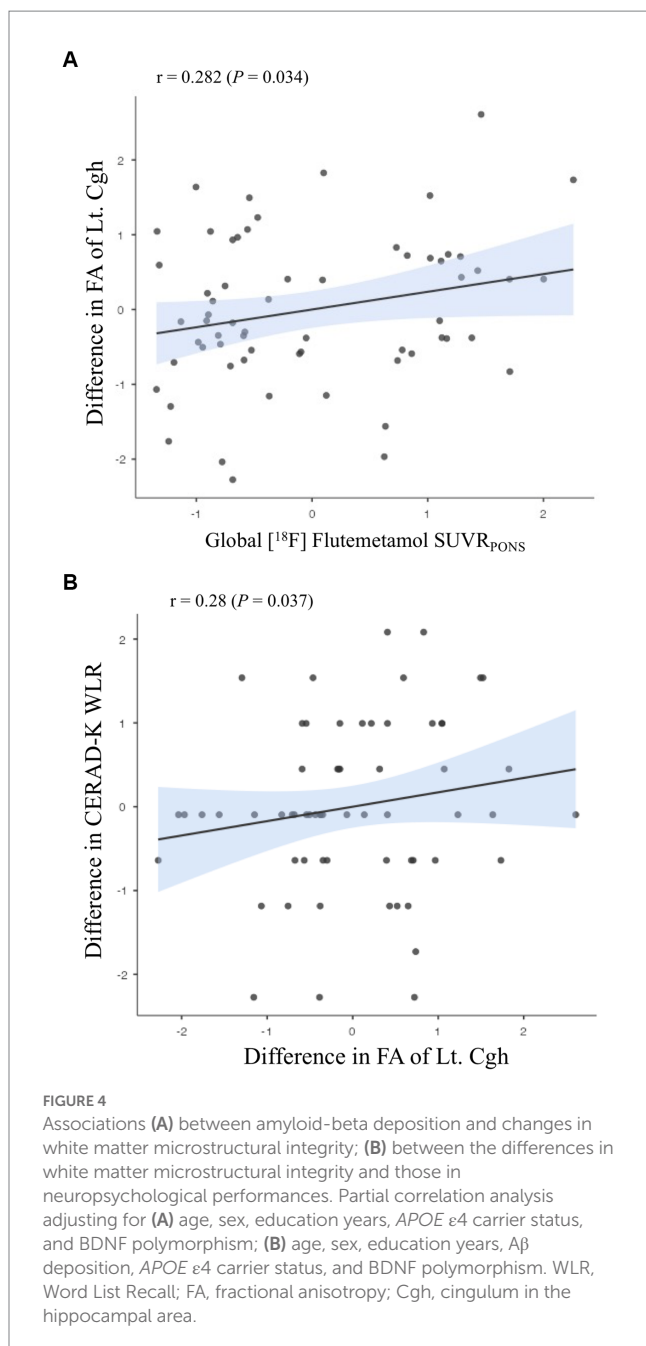 A
r = 0.282 (P = 0.034)
Difference in FA of Lt. Cgh
2
1
0
-1
-2
-1
0
1
2
Global [¹⁸F] Flutemetamol SUVR_PONS
B
r = 0.28 (P = 0.037)
Difference in CERAD-K WLR
2
1
0
-1
-2
-2
-1
0
1
2
Difference in FA of Lt. Cgh
FIGURE 4
Associations (A) between amyloid-beta deposition and changes in
white matter microstructural integrity; (B) between the differences in
white matter microstructural integrity and those in
neuropsychological performances. Partial correlation analysis
adjusting for (A) age, sex, education years, APOE ε4 carrier status,
and BDNF polymorphism; (B) age, sex, education years, Aβ
deposition, APOE ε4 carrier status, and BDNF polymorphism. WLR,
Word List Recall; FA, fractional anisotropy; Cgh, cingulum in the
hippocampal area.